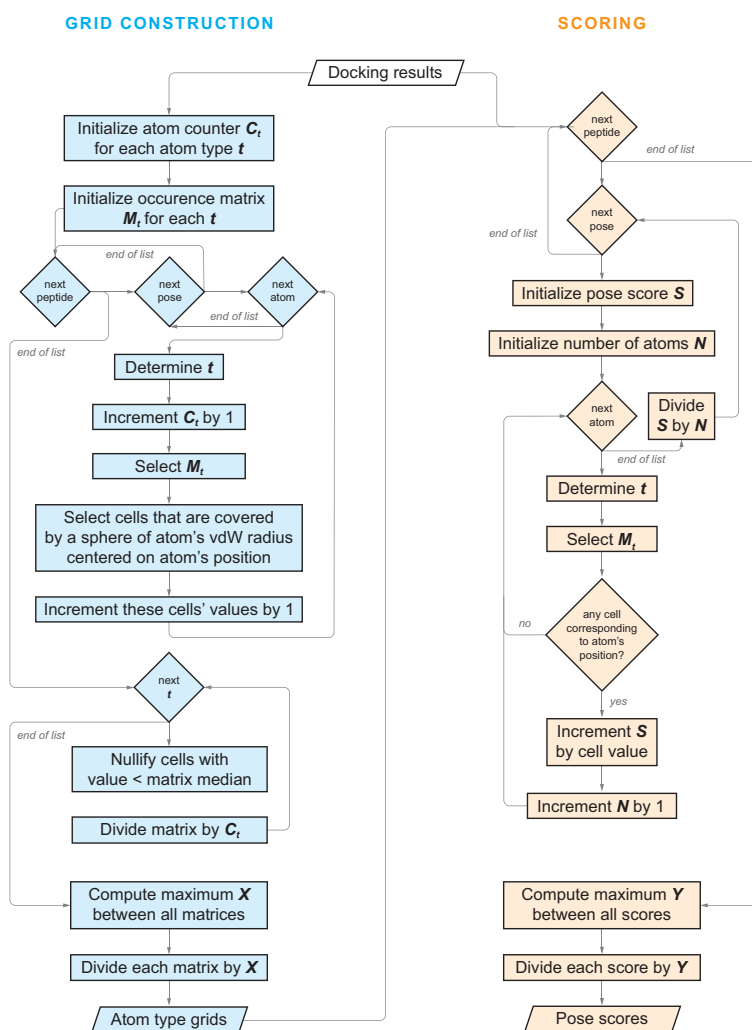 GRID CONSTRUCTION
SCORING
Docking results
Initialize atom counter C_t
for each atom type t
Initialize occurence matrix
M_t for each t
end of list
next
peptide
next
pose
next
atom
end of list
end of list
Determine t
Increment C_t by 1
Select M_t
Select cells that are covered
by a sphere of atom's vdW radius
centered on atom's position
Increment these cells' values by 1
next
t
end of list
Nullify cells with
value < matrix median
Divide matrix by C_t
Compute maximum X
between all matrices
Divide each matrix by X
Atom type grids
next
peptide
end of list
next
pose
end of list
Initialize pose score S
Initialize number of atoms N
next
atom
Divide
S by N
end of list
Determine t
Select M_t
any cell
corresponding
to atom's
position?
no
yes
Increment S
by cell value
Increment N by 1
Compute maximum Y
between all scores
Divide each score by Y
Pose scores